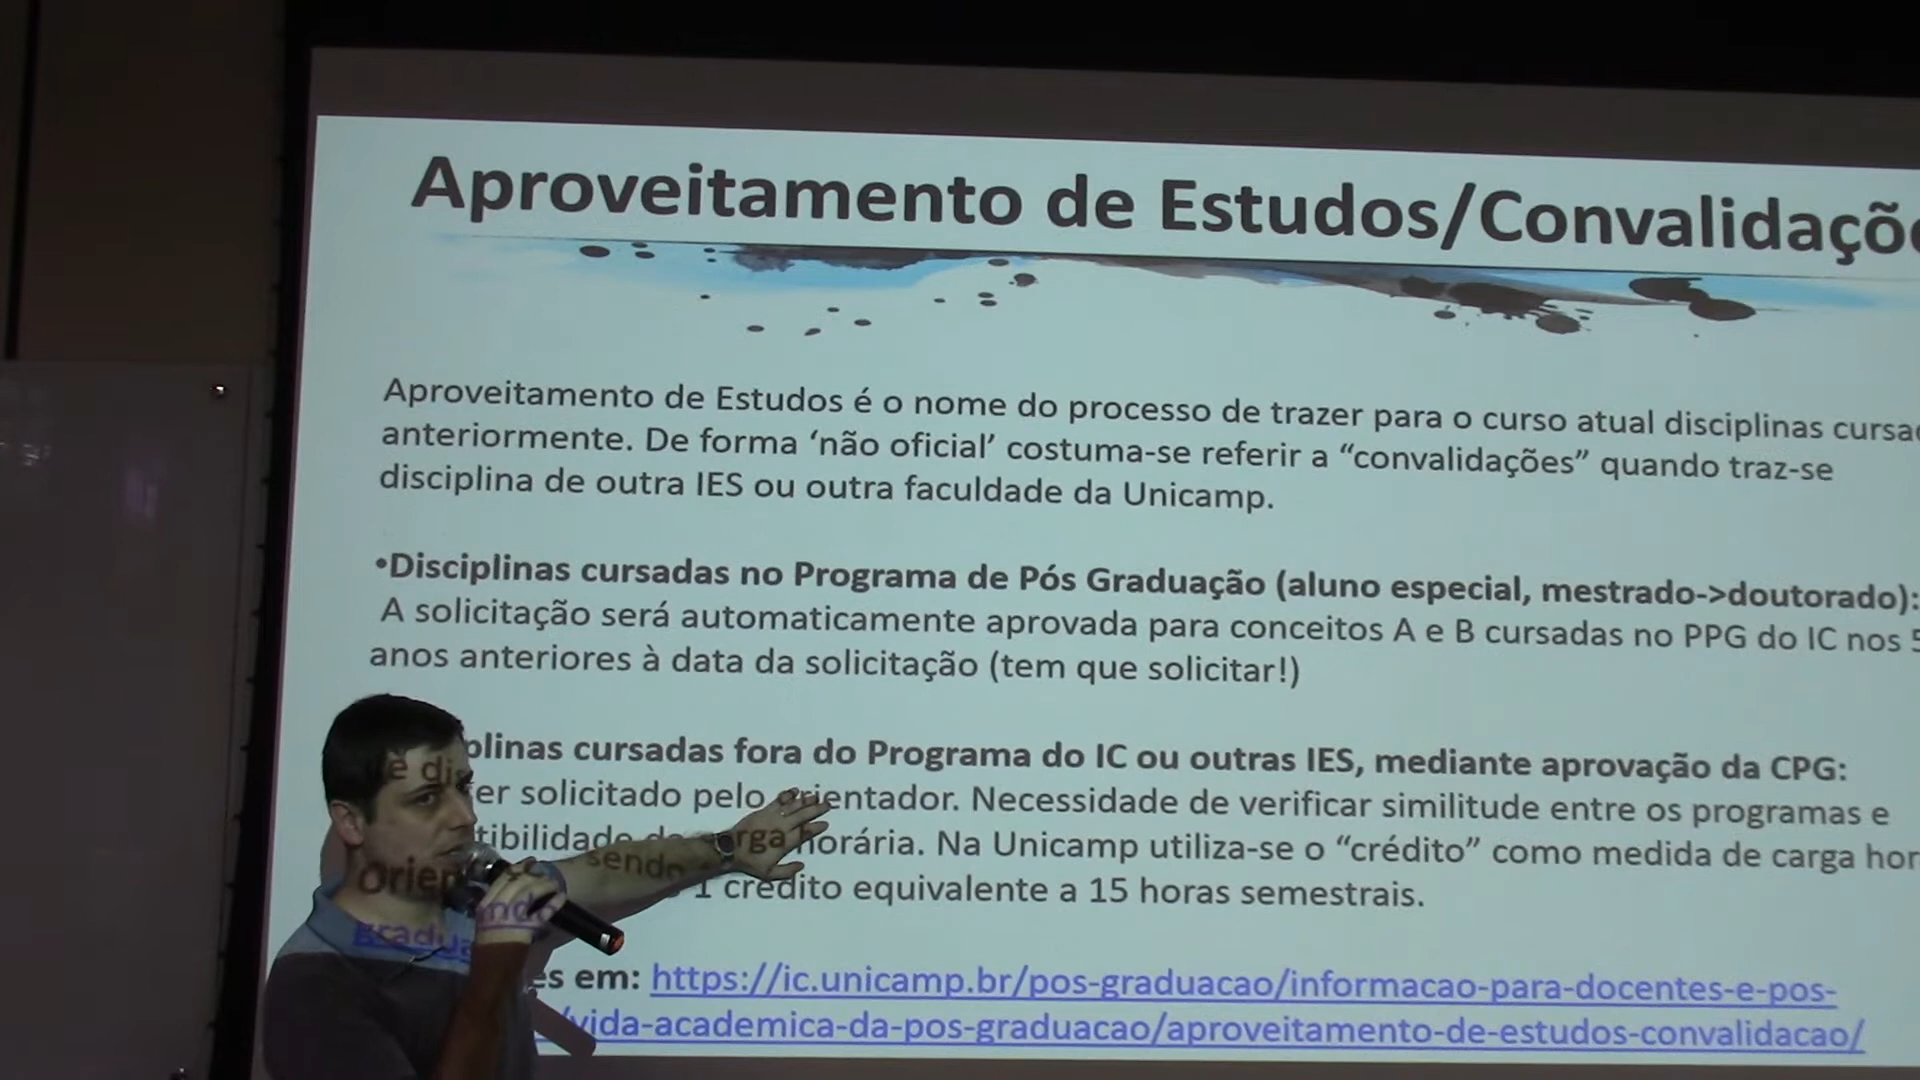 Aproveitamento de Estudos/Convalidaçõ
Aproveitamento de Estudos é o nome do processo de trazer para o curso atual disciplinas cursa
anteriormente. De forma ‘não oficial’ costuma-se referir a “convalidações” quando traz-se
disciplina de outra IES ou outra faculdade da Unicamp.
•Disciplinas cursadas no Programa de Pós Graduação (aluno especial, mestrado->doutorado):
A solicitação será automaticamente aprovada para conceitos A e B cursadas no PPG do IC nos 5
anos anteriores à data da solicitação (tem que solicitar!)
plinas cursadas fora do Programa do IC ou outras IES, mediante aprovação da CPG:
e dis er solicitado pelo orientador. Necessidade de verificar similitude entre os programas e
tibilidade de carga horária. Na Unicamp utiliza-se o “crédito” como medida de carga hor
sendo 1 crédito equivalente a 15 horas semestrais.
Orien es em: https://ic.unicamp.br/pos-graduacao/informacao-para-docentes-e-pos-
gradua ndo /vida-academica-da-pos-graduacao/aproveitamento-de-estudos-convalidacao/